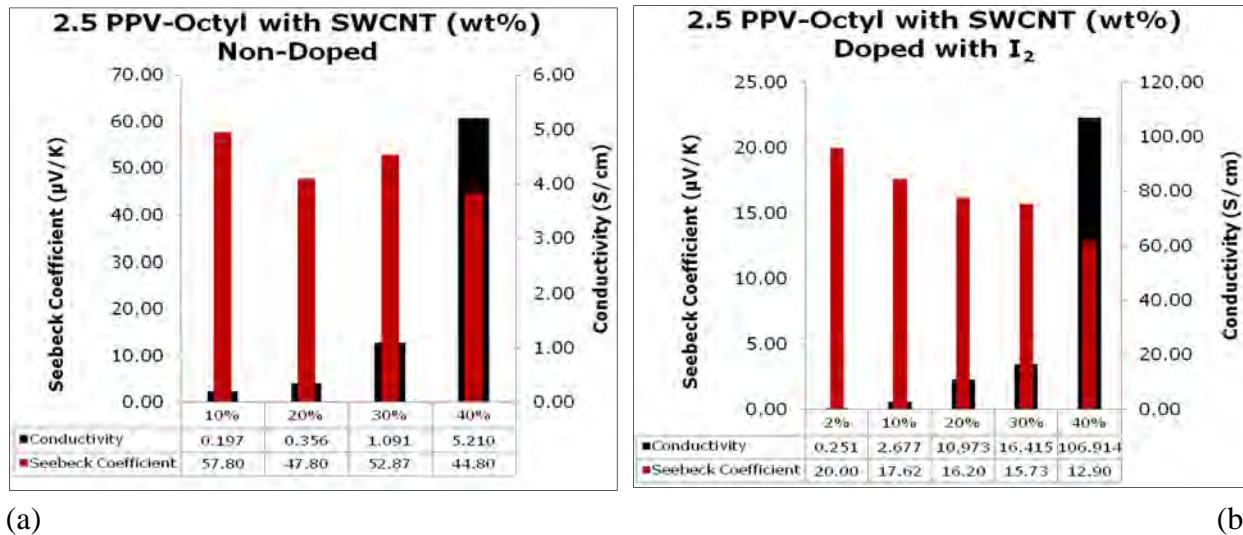 2.5 PPV-Octyl with SWCNT (wt%)
Non-Doped
70.00
60.00
50.00
40.00
30.00
20.00
10.00
0.00
Seebeck Coefficient (µV/K)
6.00
5.00
4.00
3.00
2.00
1.00
0.00
Conductivity (S/cm)
10% 20% 30% 40%
Conductivity 0.197 0.356 1.091 5.210
Seebeck Coefficient 57.80 47.80 52.87 44.80
(a)
2.5 PPV-Octyl with SWCNT (wt%)
Doped with I₂
25.00
20.00
15.00
10.00
5.00
0.00
Seebeck Coefficient (µV/K)
120.00
100.00
80.00
60.00
40.00
20.00
0.00
Conductivity (S/cm)
2% 10% 20% 30% 40%
Conductivity 0.251 2.677 10,973 16.415 106.914
Seebeck Coefficient 20.00 17.62 16.20 15.73 12.90
(b